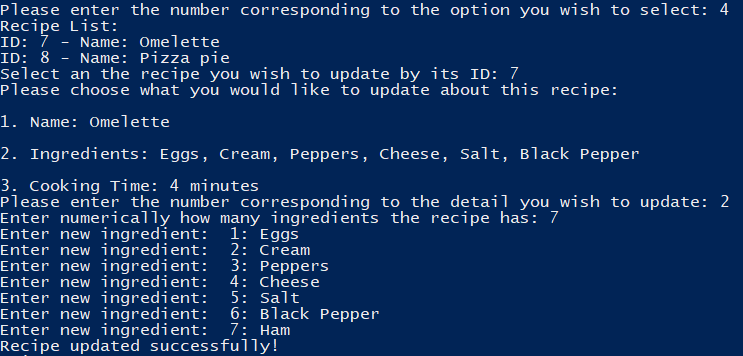 Please enter the number corresponding to the option you wish to select: 4
Recipe List:
ID: 7 - Name: Omelette
ID: 8 - Name: Pizza pie
Select an the recipe you wish to update by its ID: 7
Please choose what you would like to update about this recipe:
1. Name: Omelette
2. Ingredients: Eggs, Cream, Peppers, Cheese, Salt, Black Pepper
3. Cooking Time: 4 minutes
Please enter the number corresponding to the detail you wish to update: 2
Enter numerically how many ingredients the recipe has: 7
Enter new ingredient:  1: Eggs
Enter new ingredient:  2: Cream
Enter new ingredient:  3: Peppers
Enter new ingredient:  4: Cheese
Enter new ingredient:  5: Salt
Enter new ingredient:  6: Black Pepper
Enter new ingredient:  7: Ham
Recipe updated successfully!